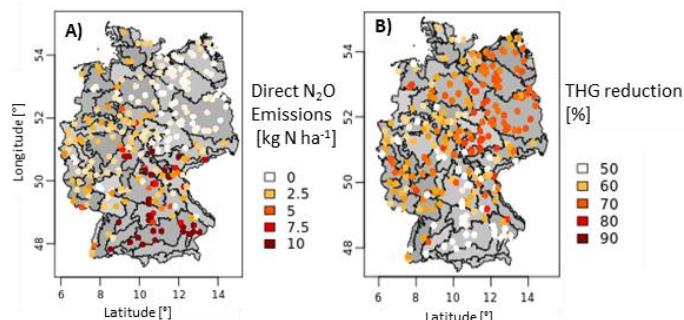 A)
54
52
50
48
Longitude [°]
6 8 10 12 14
Latitude [°]
Direct N₂O
Emissions
[kg N ha⁻¹]
0
2.5
5
7.5
10
B)
54
52
50
48
6 8 10 12 14
Latitude [°]
THG reduction
[%]
50
60
70
80
90